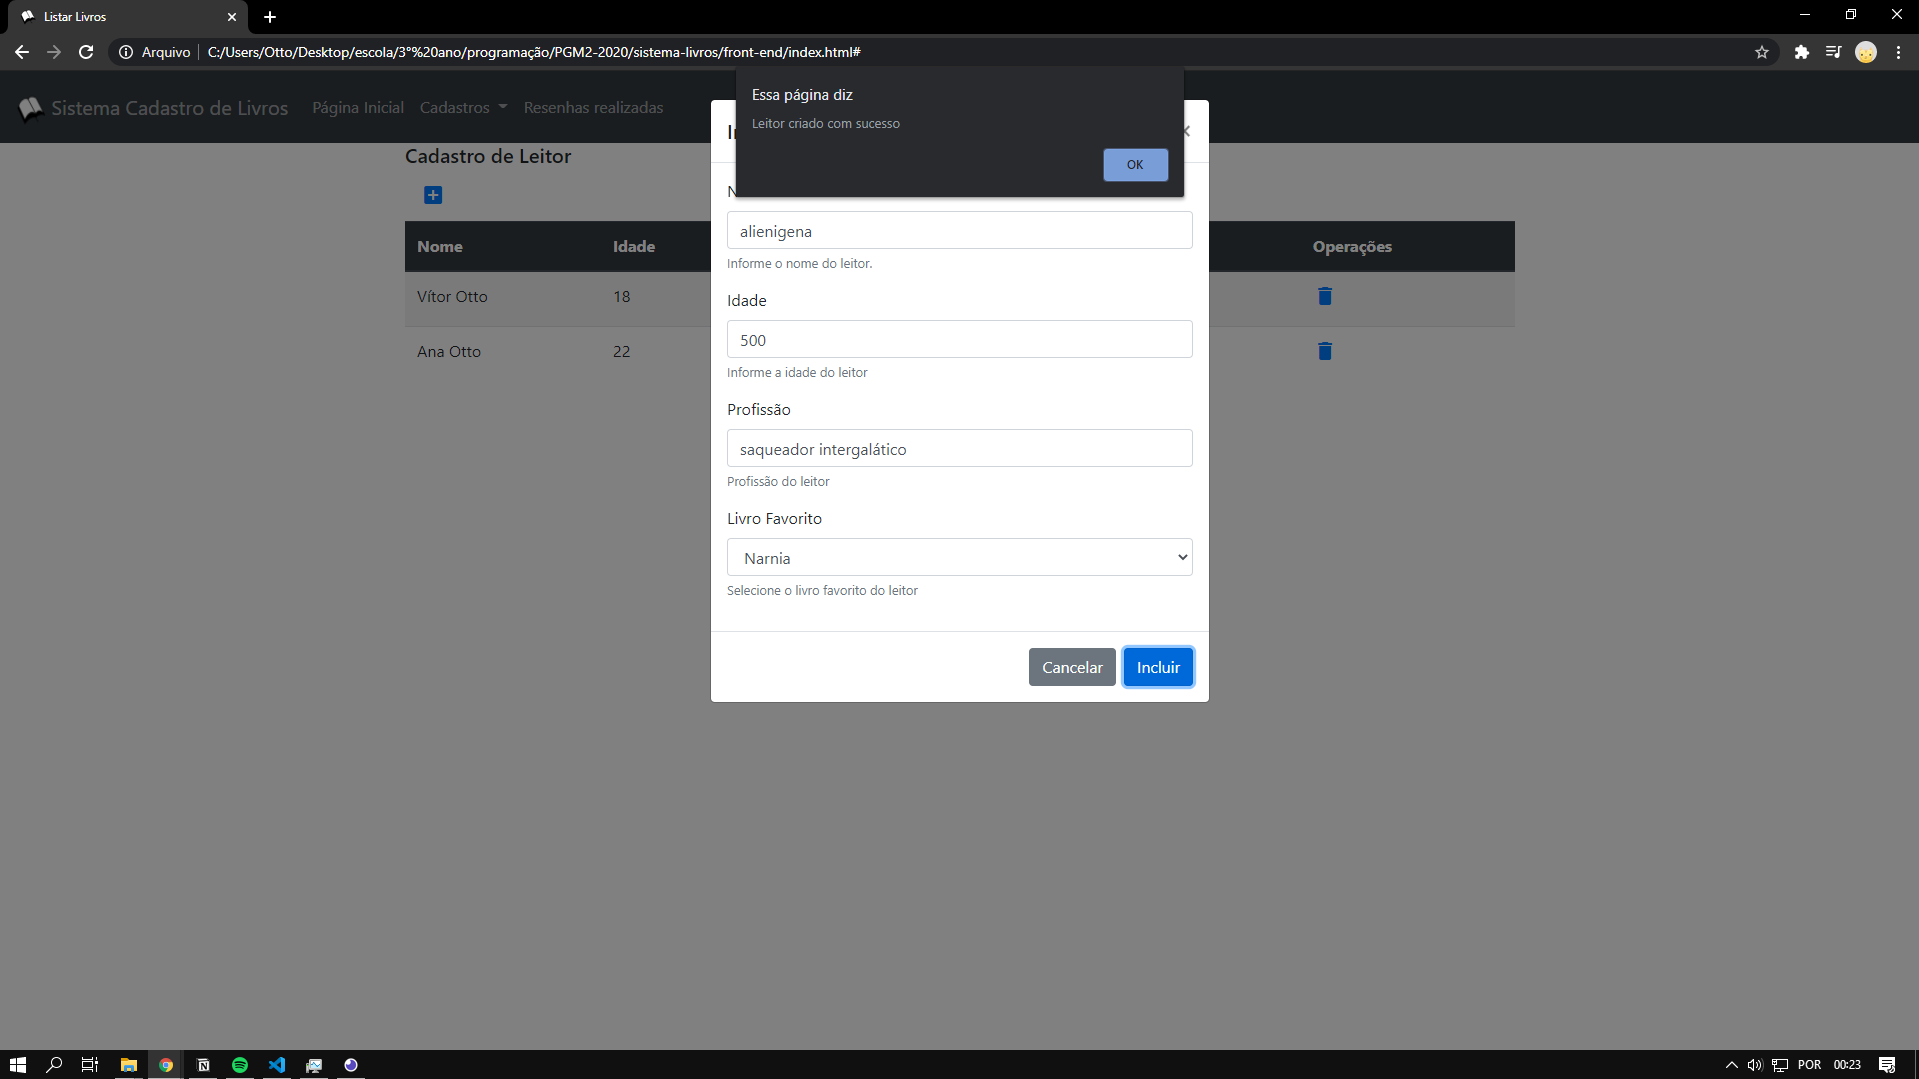 Listar Livros
Arquivo
C:/Users/Otto/Desktop/escola/3°%20ano/programação/PGM2-2020/sistema-livros/front-end/index.html#
Sistema Cadastro de Livros
Página Inicial
Cadastros
Resenhas realizadas
Essa página diz
Leitor criado com sucesso
OK
Cadastro de Leitor
Nome
Idade
Operações
Vítor Otto
18
Ana Otto
22
alienigena
Informe o nome do leitor.
Idade
500
Informe a idade do leitor
Profissão
saqueador intergalático
Profissão do leitor
Livro Favorito
Narnia
Selecione o livro favorito do leitor
Cancelar
Incluir
POR
00:23